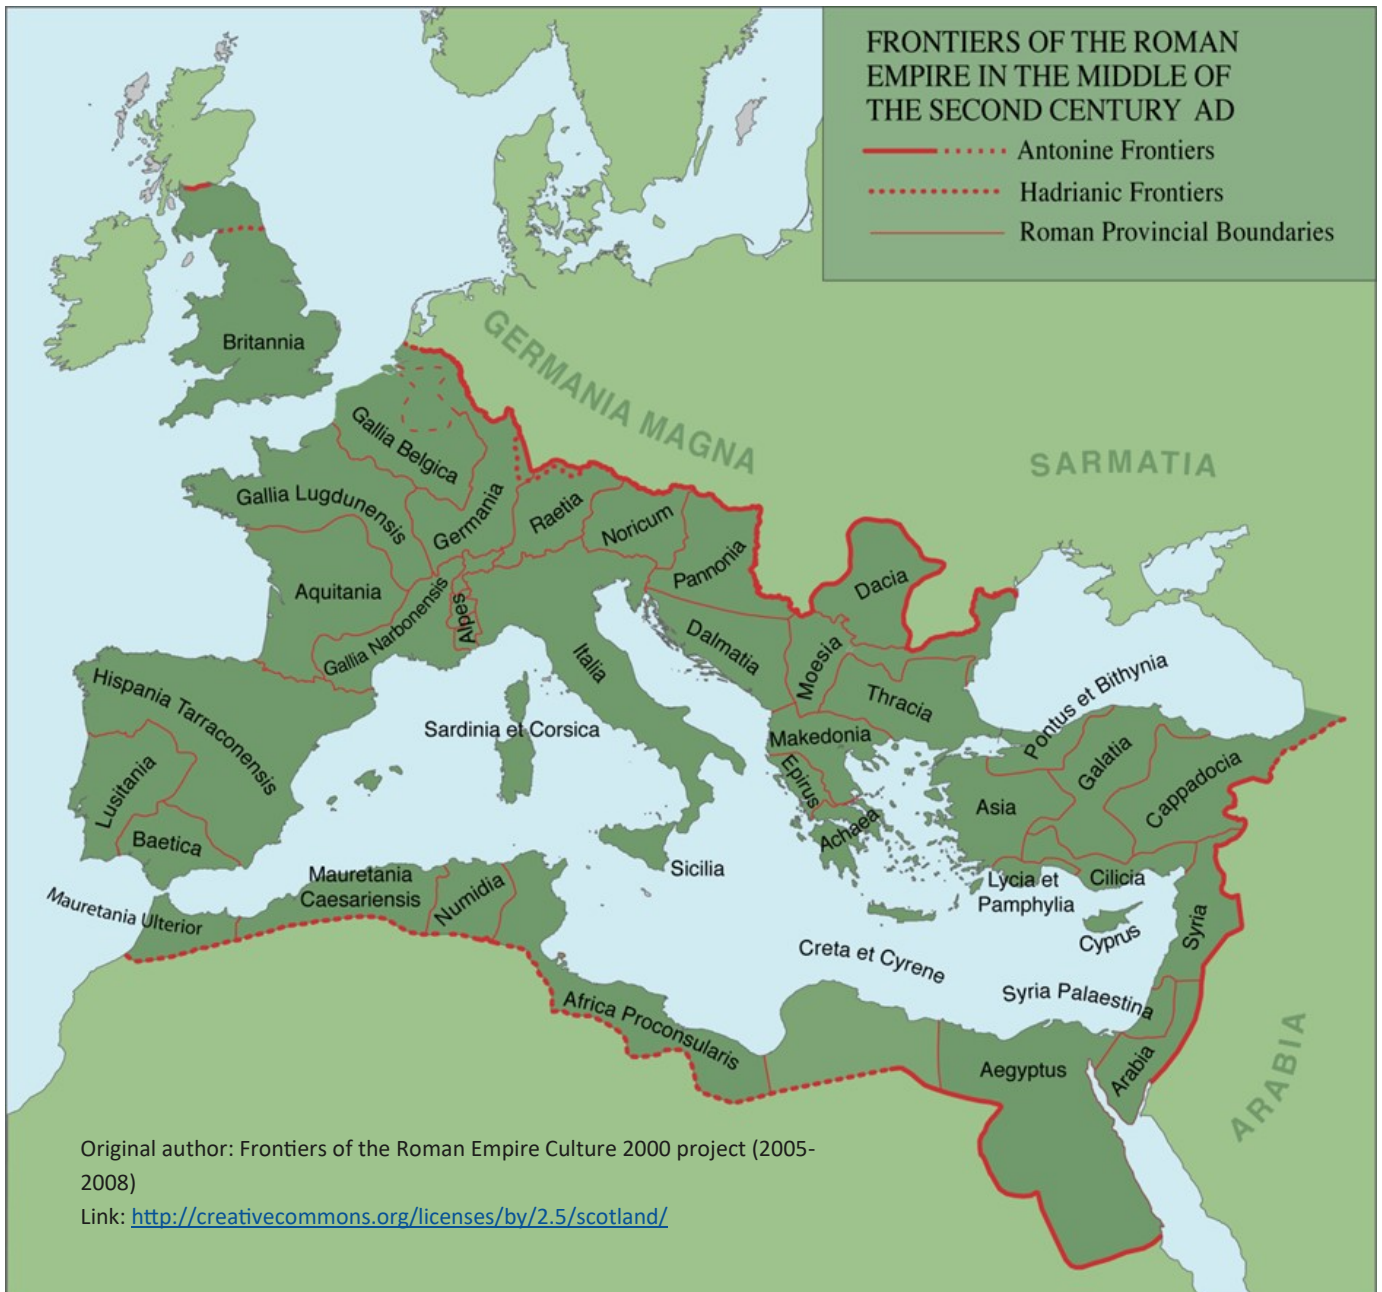 FRONTIERS OF THE ROMAN
EMPIRE IN THE MIDDLE OF
THE SECOND CENTURY AD
Antonine Frontiers
Hadrianic Frontiers
Roman Provincial Boundaries
Britannia
GERMANIA MAGNA
SARMATIA
Gallia Belgica
Gallia Lugdunensis
Germania
Raetia
Noricum
Pannonia
Dacia
Aquitania
Gallia Narbonensis
Alpes
Italia
Dalmatia
Moesia
Thracia
Pontus et Bithynia
Hispania Tarraconensis
Sardinia et Corsica
Makedonia
Epirus
Achaea
Asia
Galatia
Cappadocia
Lusitania
Baetica
Sicilia
Lycia et
Pamphylia
Cilicia
Cyprus
Syria
Mauretania Ulterior
Mauretania
Caesariensis
Numidia
Creta et Cyrene
Syria Palaestina
Africa Proconsularis
Aegyptus
Arabia
ARABIA
Original author: Frontiers of the Roman Empire Culture 2000 project (2005-
2008)
Link: http://creativecommons.org/licenses/by/2.5/scotland/